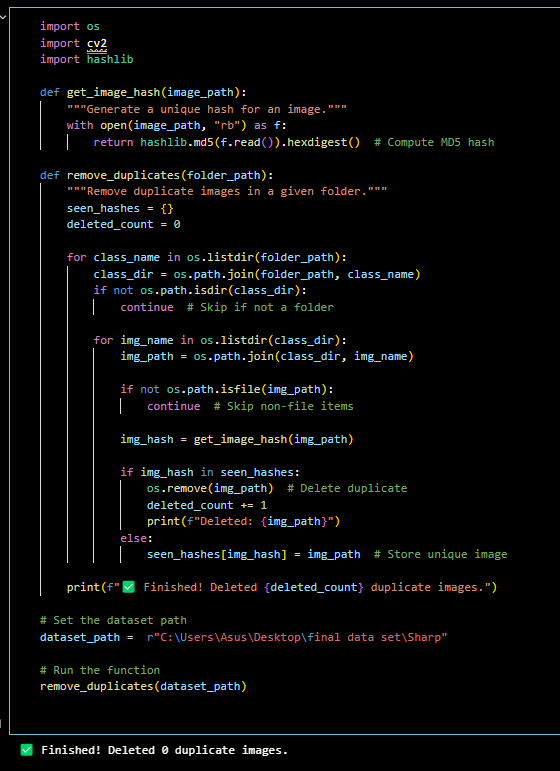 import os
import cv2
import hashlib
def get_image_hash(image_path):
"""Generate a unique hash for an image."""
with open(image_path, "rb") as f:
return hashlib.md5(f.read()).hexdigest()  # Compute MD5 hash
def remove_duplicates(folder_path):
"""Remove duplicate images in a given folder."""
seen_hashes = {}
deleted_count = 0
for class_name in os.listdir(folder_path):
class_dir = os.path.join(folder_path, class_name)
if not os.path.isdir(class_dir):
continue  # Skip if not a folder
for img_name in os.listdir(class_dir):
img_path = os.path.join(class_dir, img_name)
if not os.path.isfile(img_path):
continue  # Skip non-file items
img_hash = get_image_hash(img_path)
if img_hash in seen_hashes:
os.remove(img_path)  # Delete duplicate
deleted_count += 1
print(f"Deleted: {img_path}")
else:
seen_hashes[img_hash] = img_path  # Store unique image
print(f"✅ Finished! Deleted {deleted_count} duplicate images.")
# Set the dataset path
dataset_path =  r"C:\Users\Asus\Desktop\final data set\Sharp"
# Run the function
remove_duplicates(dataset_path)
✅ Finished! Deleted 0 duplicate images.